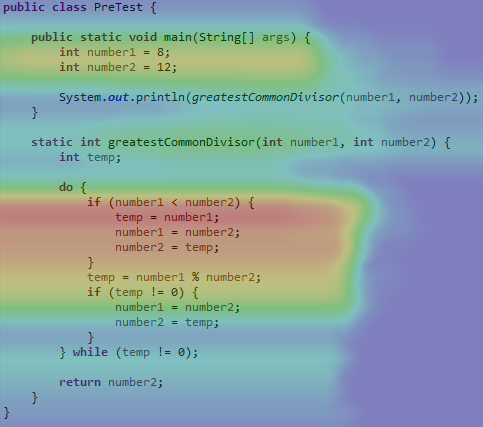 public class PreTest {
public static void main(String[] args) {
int number1 = 8;
int number2 = 12;
System.out.println(greatestCommonDivisor(number1, number2));
}
static int greatestCommonDivisor(int number1, int number2) {
int temp;
do {
if (number1 < number2) {
temp = number1;
number1 = number2;
number2 = temp;
}
temp = number1 % number2;
if (temp != 0) {
number1 = number2;
number2 = temp;
}
} while (temp != 0);
return number2;
}
}